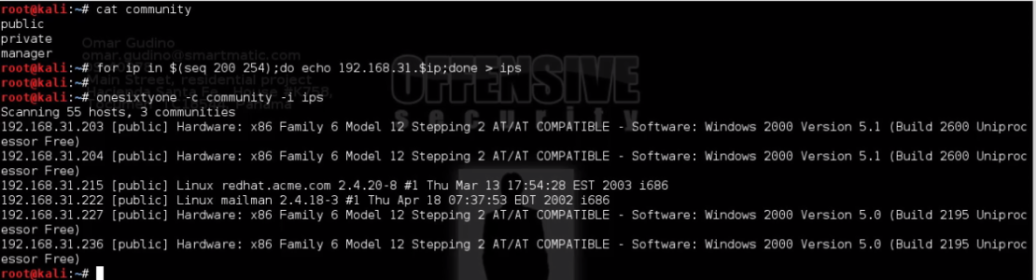 root@kali:~# cat community
public
private
manager
root@kali:~# for ip in $(seq 200 254);do echo 192.168.31.$ip;done > ips
root@kali:~#
root@kali:~# onesixtyone -c community -i ips
Scanning 55 hosts, 3 communities
192.168.31.203 [public] Hardware: x86 Family 6 Model 12 Stepping 2 AT/AT COMPATIBLE - Software: Windows 2000 Version 5.1 (Build 2600 Uniproc
essor Free)
192.168.31.204 [public] Hardware: x86 Family 6 Model 12 Stepping 2 AT/AT COMPATIBLE - Software: Windows 2000 Version 5.1 (Build 2600 Uniproc
essor Free)
192.168.31.215 [public] Linux redhat.acme.com 2.4.20-8 #1 Thu Mar 13 17:54:28 EST 2003 i686
192.168.31.222 [public] Linux mailman 2.4.18-3 #1 Thu Apr 18 07:37:53 EDT 2002 i686
192.168.31.227 [public] Hardware: x86 Family 6 Model 12 Stepping 2 AT/AT COMPATIBLE - Software: Windows 2000 Version 5.0 (Build 2195 Uniproc
essor Free)
192.168.31.236 [public] Hardware: x86 Family 6 Model 12 Stepping 2 AT/AT COMPATIBLE - Software: Windows 2000 Version 5.0 (Build 2195 Uniproc
essor Free)
root@kali:~#
Omar Gudino
omar.gudino@smartmatic.com
Main Street, residential project
OFFENSIVE
security